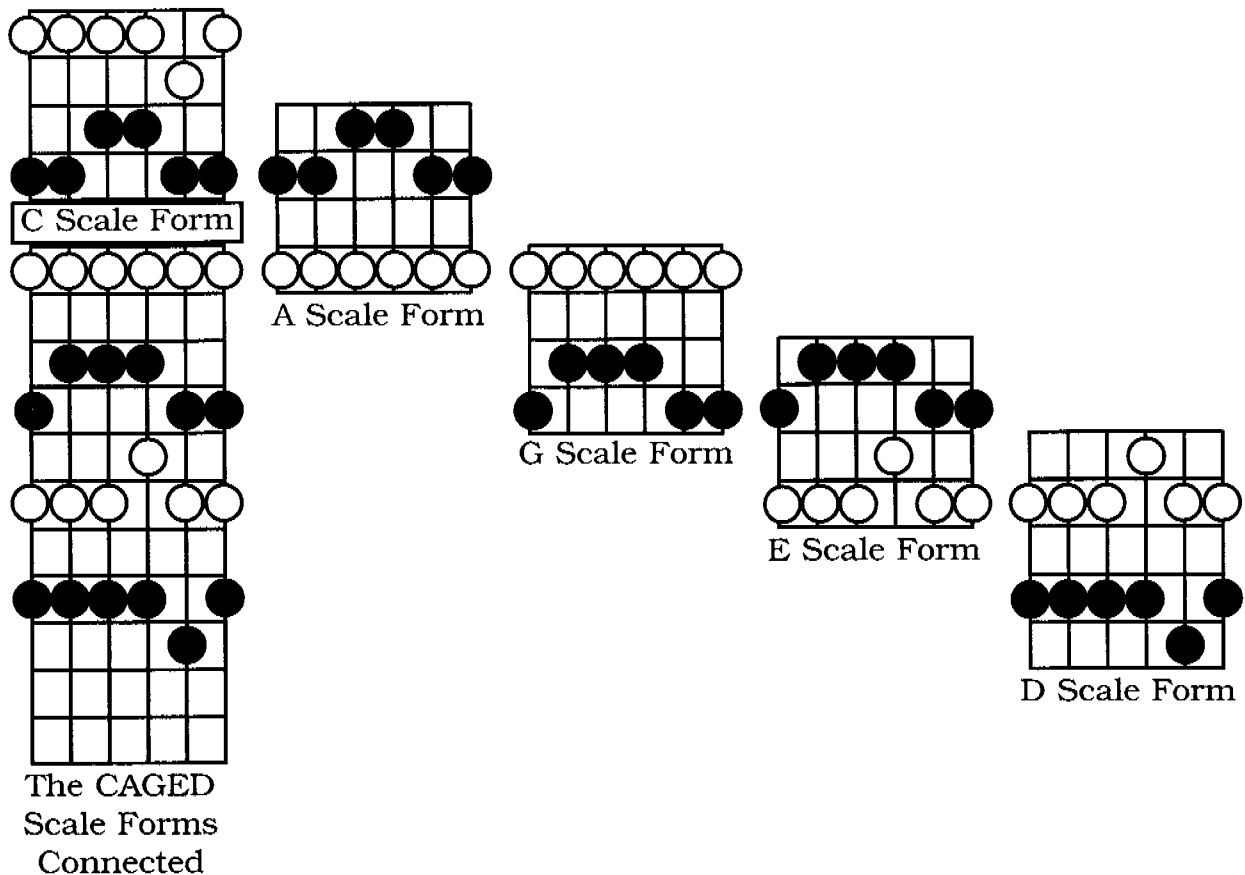 C Scale Form
A Scale Form
G Scale Form
E Scale Form
D Scale Form
The CAGED
Scale Forms
Connected